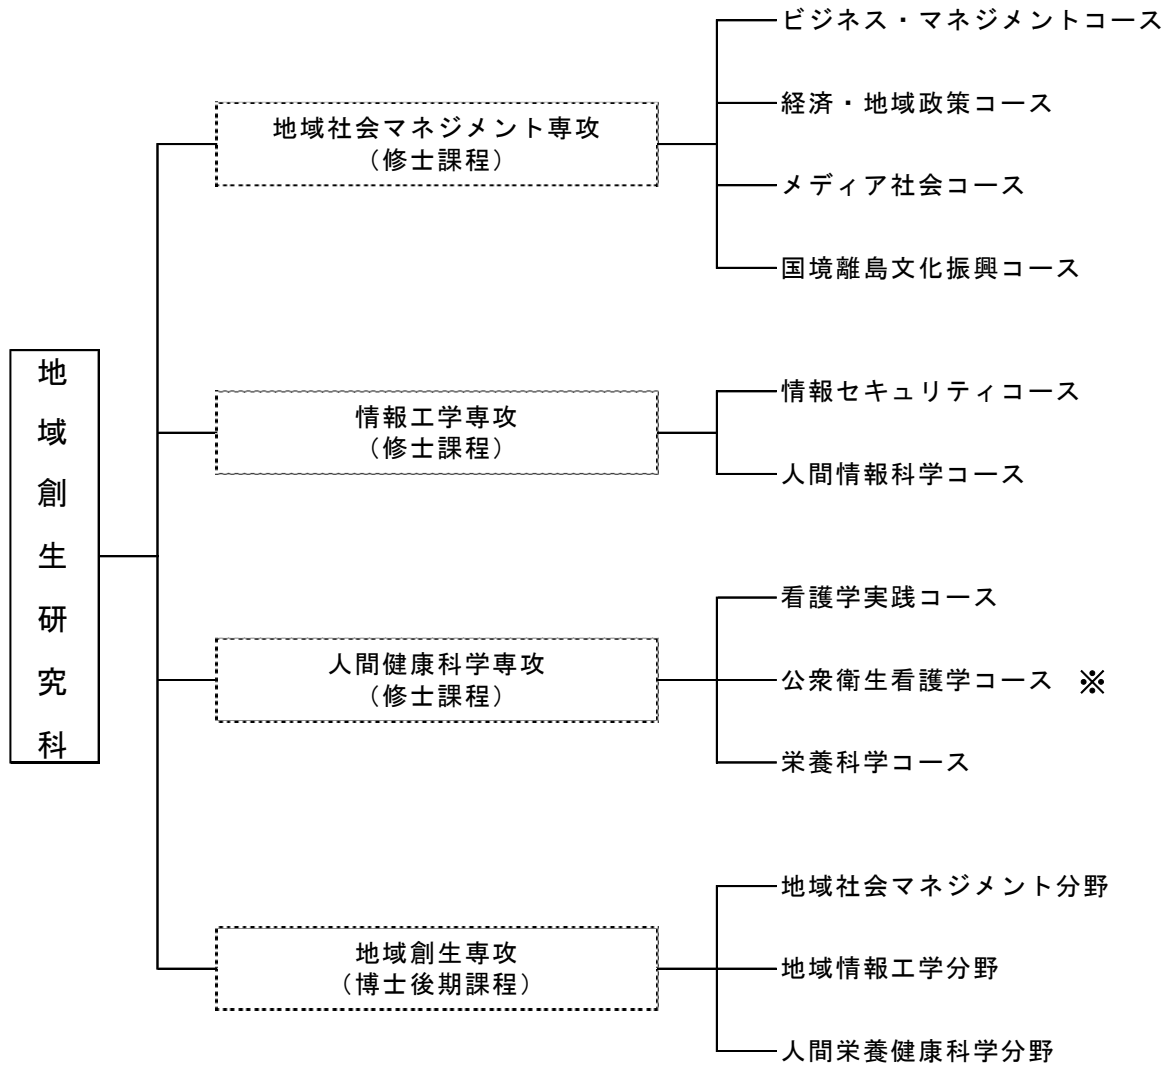 地域創生研究科
地域社会マネジメント専攻
（修士課程）
ビジネス・マネジメントコース
経済・地域政策コース
メディア社会コース
国境離島文化振興コース
情報工学専攻
（修士課程）
情報セキュリティコース
人間情報科学コース
人間健康科学専攻
（修士課程）
看護学実践コース
公衆衛生看護学コース ※
栄養科学コース
地域創生専攻
（博士後期課程）
地域社会マネジメント分野
地域情報工学分野
人間栄養健康科学分野